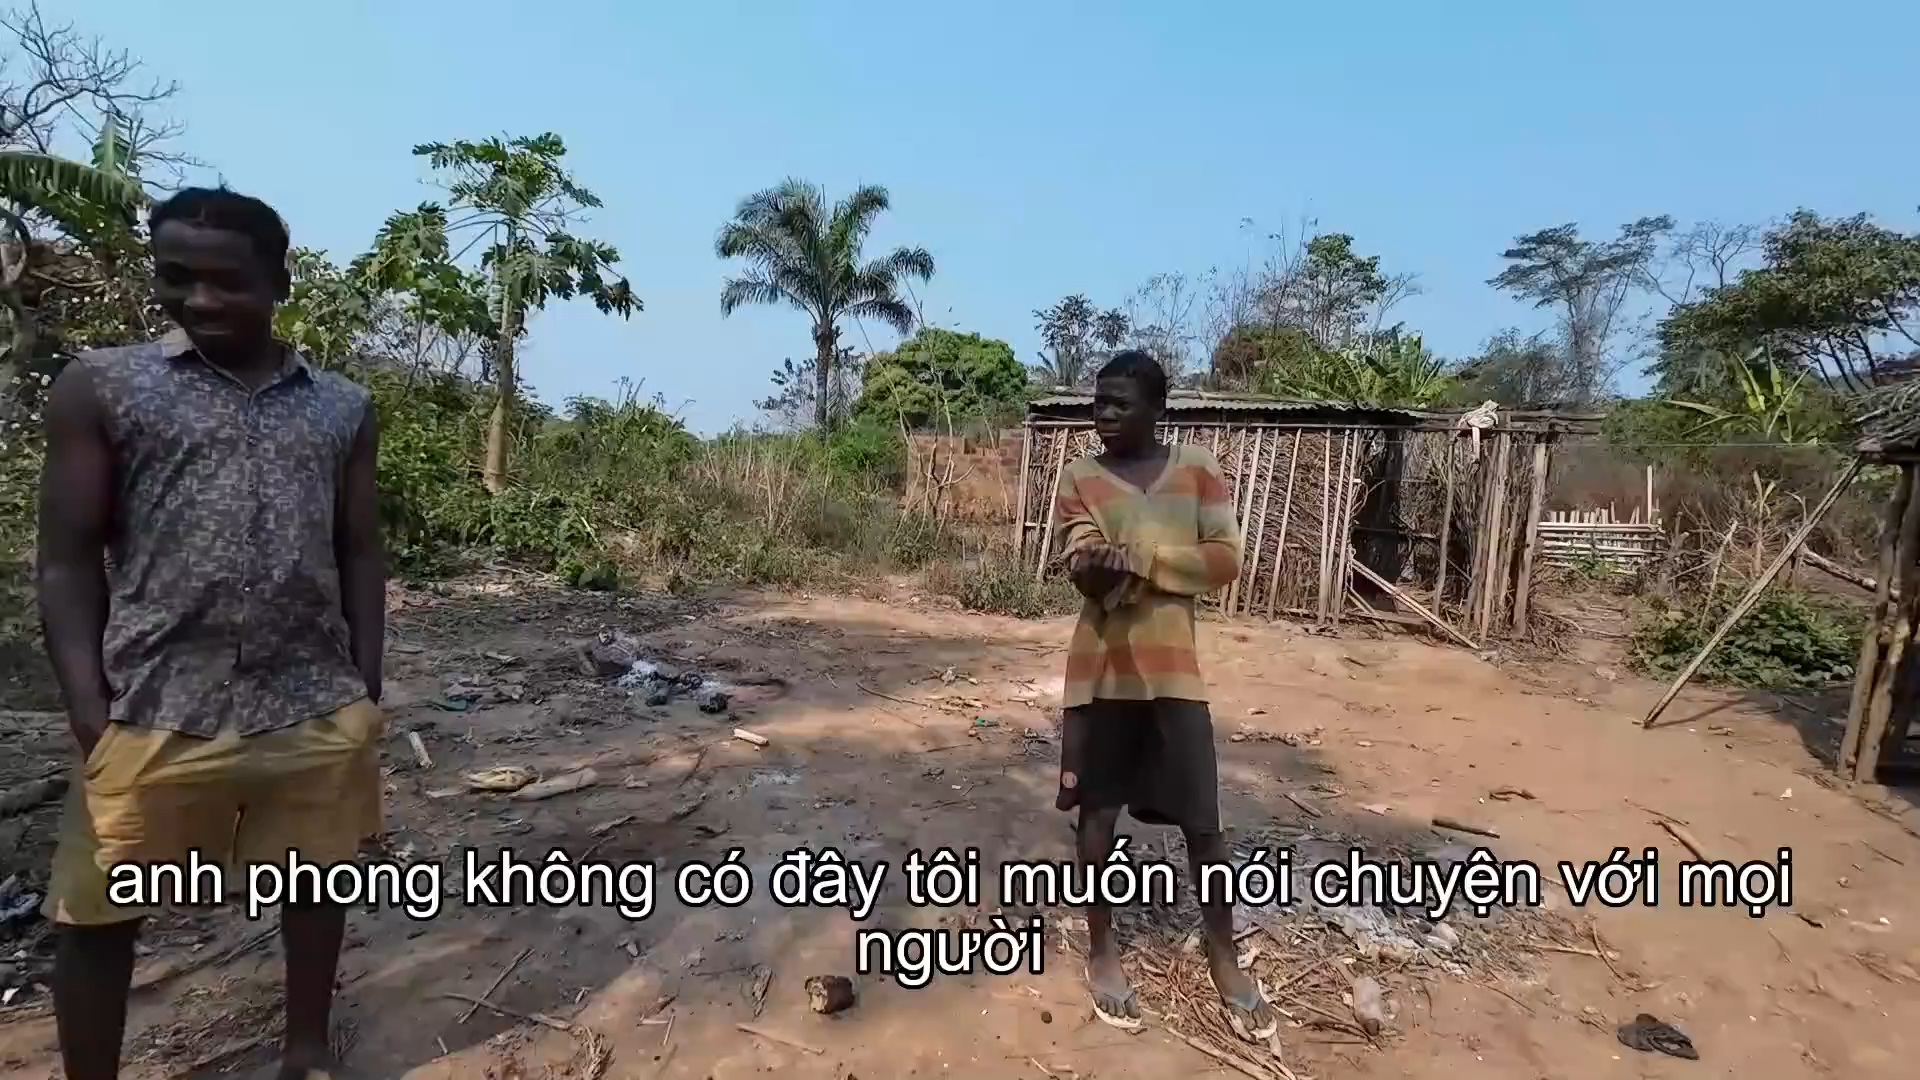 anh phong không có đây tôi muốn nói chuyện với mọi
người